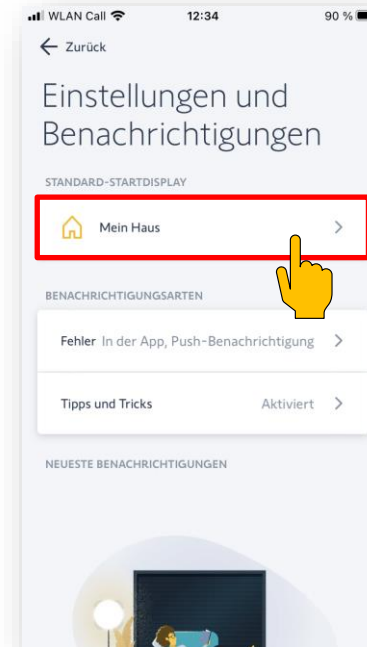 WLAN Call 12:34 90 %
Zurück
Einstellungen und
Benachrichtigungen
STANDARD-STARTDISPLAY
Mein Haus
BENACHRICHTIGUNGSARTEN
Fehler In der App, Push-Benachrichtigung
Tipps und Tricks Aktiviert
NEUESTE BENACHRICHTIGUNGEN